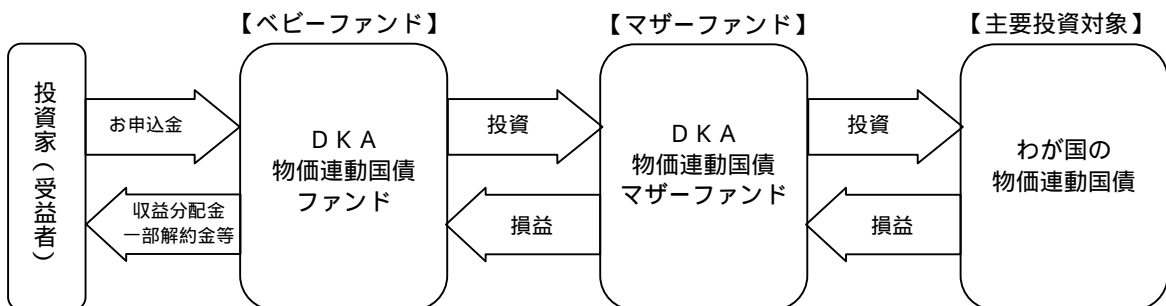 【ベビーファンド】
【マザーファンド】
【主要投資対象】
投資家(受益者)
お申込金
収益分配金
一部解約金等
DKA
物価連動国債
ファンド
投資
損益
DKA
物価連動国債
マザーファンド
投資
損益
わが国の
物価連動国債